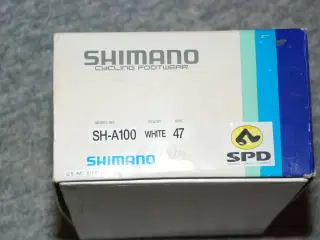 SHIMANO
CYCLING FOOTWEAR
SH-A100 WHITE 47
SHIMANO
SPD